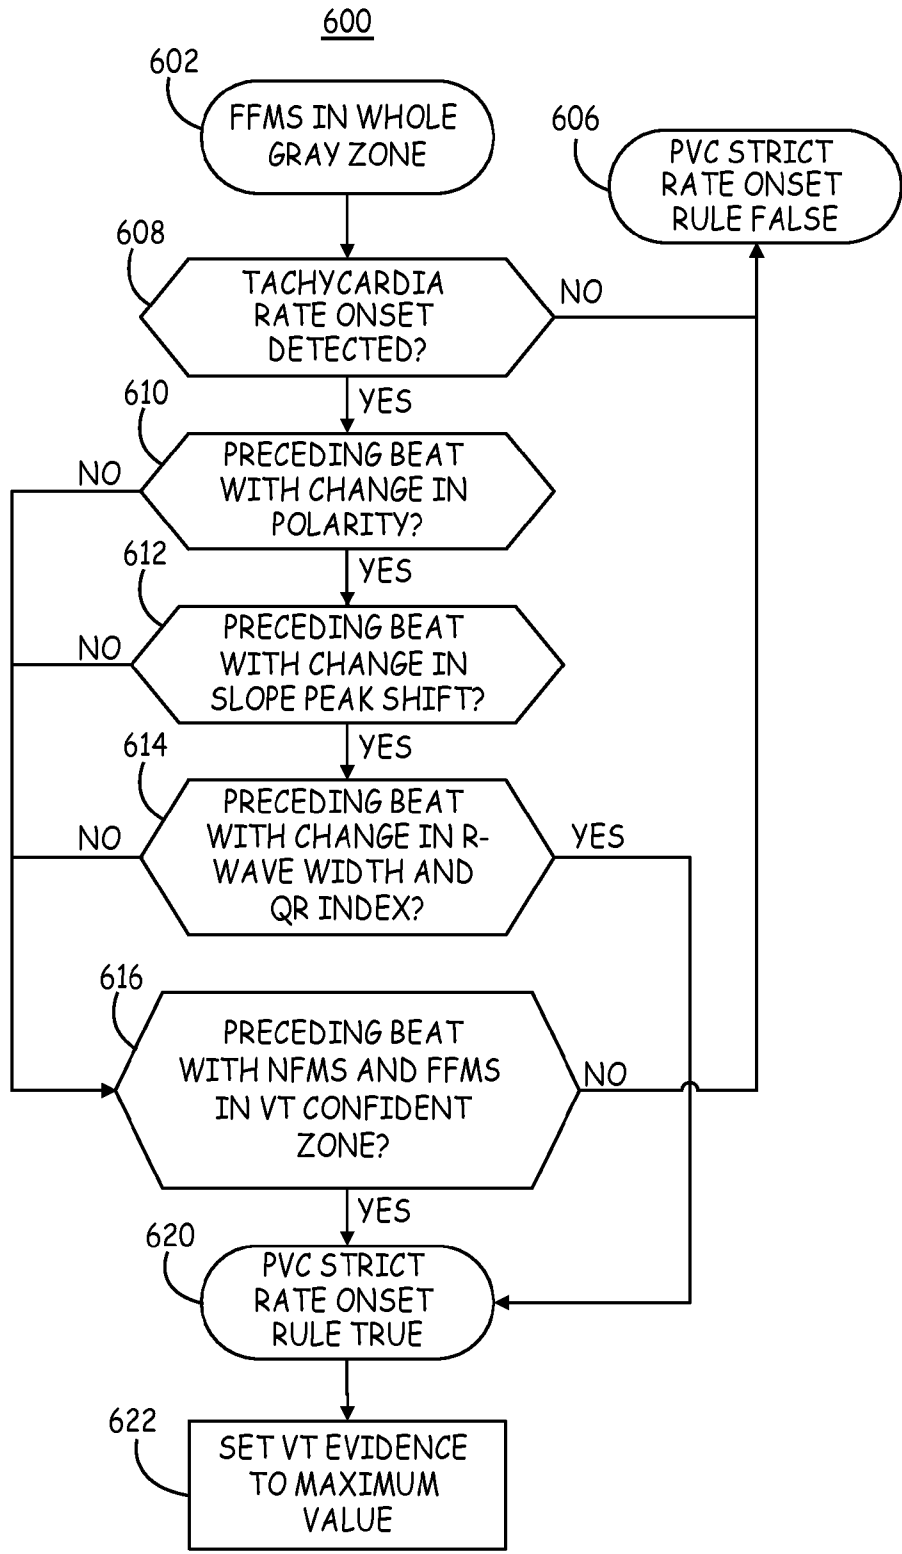 600
602
FFMS IN WHOLE
GRAY ZONE
606
PVC STRICT
RATE ONSET
RULE FALSE
608
TACHYCARDIA
RATE ONSET
DETECTED?
NO
YES
610
PRECEDING BEAT
WITH CHANGE IN
POLARITY?
NO
YES
612
PRECEDING BEAT
WITH CHANGE IN
SLOPE PEAK SHIFT?
NO
YES
614
PRECEDING BEAT
WITH CHANGE IN R-
WAVE WIDTH AND
QR INDEX?
NO
YES
616
PRECEDING BEAT
WITH NFMS AND FFMS
IN VT CONFIDENT
ZONE?
NO
YES
620
PVC STRICT
RATE ONSET
RULE TRUE
622
SET VT EVIDENCE
TO MAXIMUM
VALUE